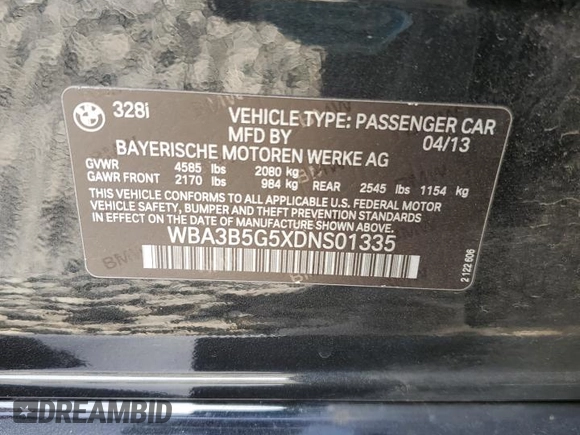 328i VEHICLE TYPE: PASSENGER CAR
MFD BY 04/13
BAYERISCHE MOTOREN WERKE AG
GVWR 4585 lbs 2080 kg
GAWR FRONT 2170 lbs 984 kg REAR 2545 lbs 1154 kg
THIS VEHICLE CONFORMS TO ALL APPLICABLE U.S. FEDERAL MOTOR
VEHICLE SAFETY, BUMPER AND THEFT PREVENTION STANDARDS IN
EFFECT ON THE DATE OF MANUFACTURE SHOWN ABOVE.
WBA3B5G5XDNS01335
2 122 606
DREAMBID